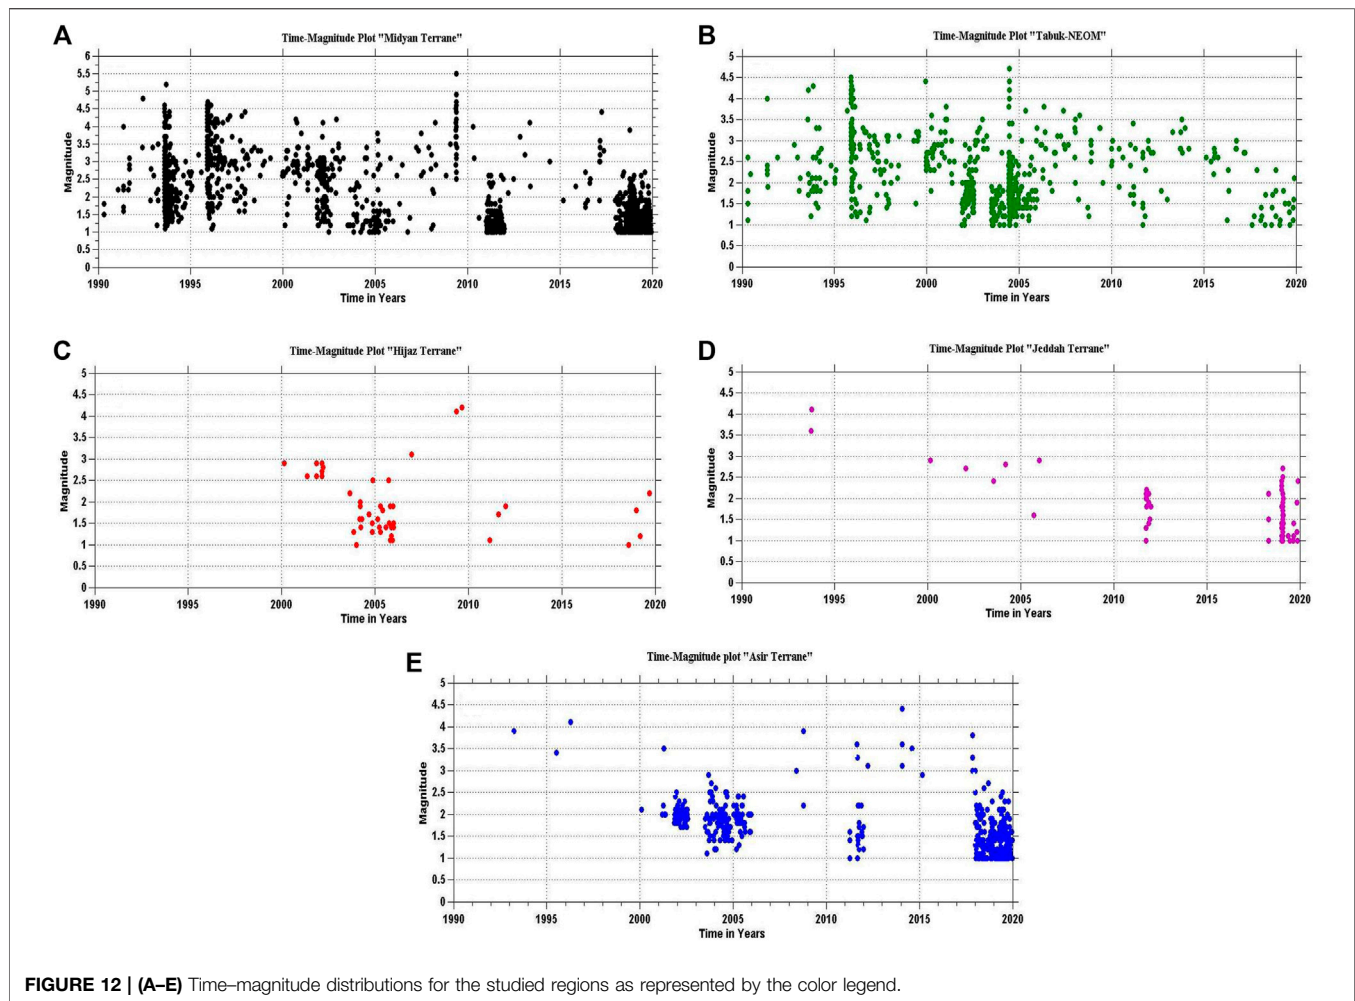 A
Time-Magnitude Plot "Midyan Terrane"
6
5.5
5
4.5
4
3.5
3
2.5
2
1.5
1
0.5
0
Magnitude
1990 1995 2000 2005 2010 2015 2020
Time in Years
B
Time-Magnitude Plot "Tabuk-NEOM"
5
4.5
4
3.5
3
2.5
2
1.5
1
0.5
0
Magnitude
1990 1995 2000 2005 2010 2015 2020
Time in Years
C
Time-Magnitude Plot "Hijaz Terrane"
5
4.5
4
3.5
3
2.5
2
1.5
1
0.5
0
Magnitude
1990 1995 2000 2005 2010 2015 2020
Time in Years
D
Time-Magnitude Plot "Jeddah Terrane"
5
4.5
4
3.5
3
2.5
2
1.5
1
0.5
0
Magnitude
1990 1995 2000 2005 2010 2015 2020
Time in Years
E
Time-Magnitude plot "Asir Terrane"
5
4.5
4
3.5
3
2.5
2
1.5
1
0.5
0
Magnitude
1990 1995 2000 2005 2010 2015 2020
Time in Years
FIGURE 12 | (A–E) Time–magnitude distributions for the studied regions as represented by the color legend.